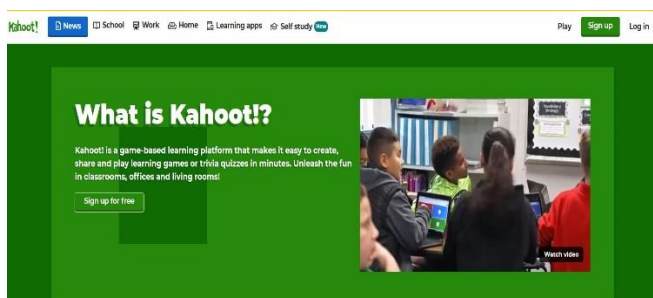 Kahoot! News School Work Home Learning apps Self study New Play Sign up Log in
What is Kahoot!?
Kahoot! is a game-based learning platform that makes it easy to create,
share and play learning games or trivia quizzes in minutes. Unleash the fun
in classrooms, offices and living rooms!
Sign up for free
Watch video